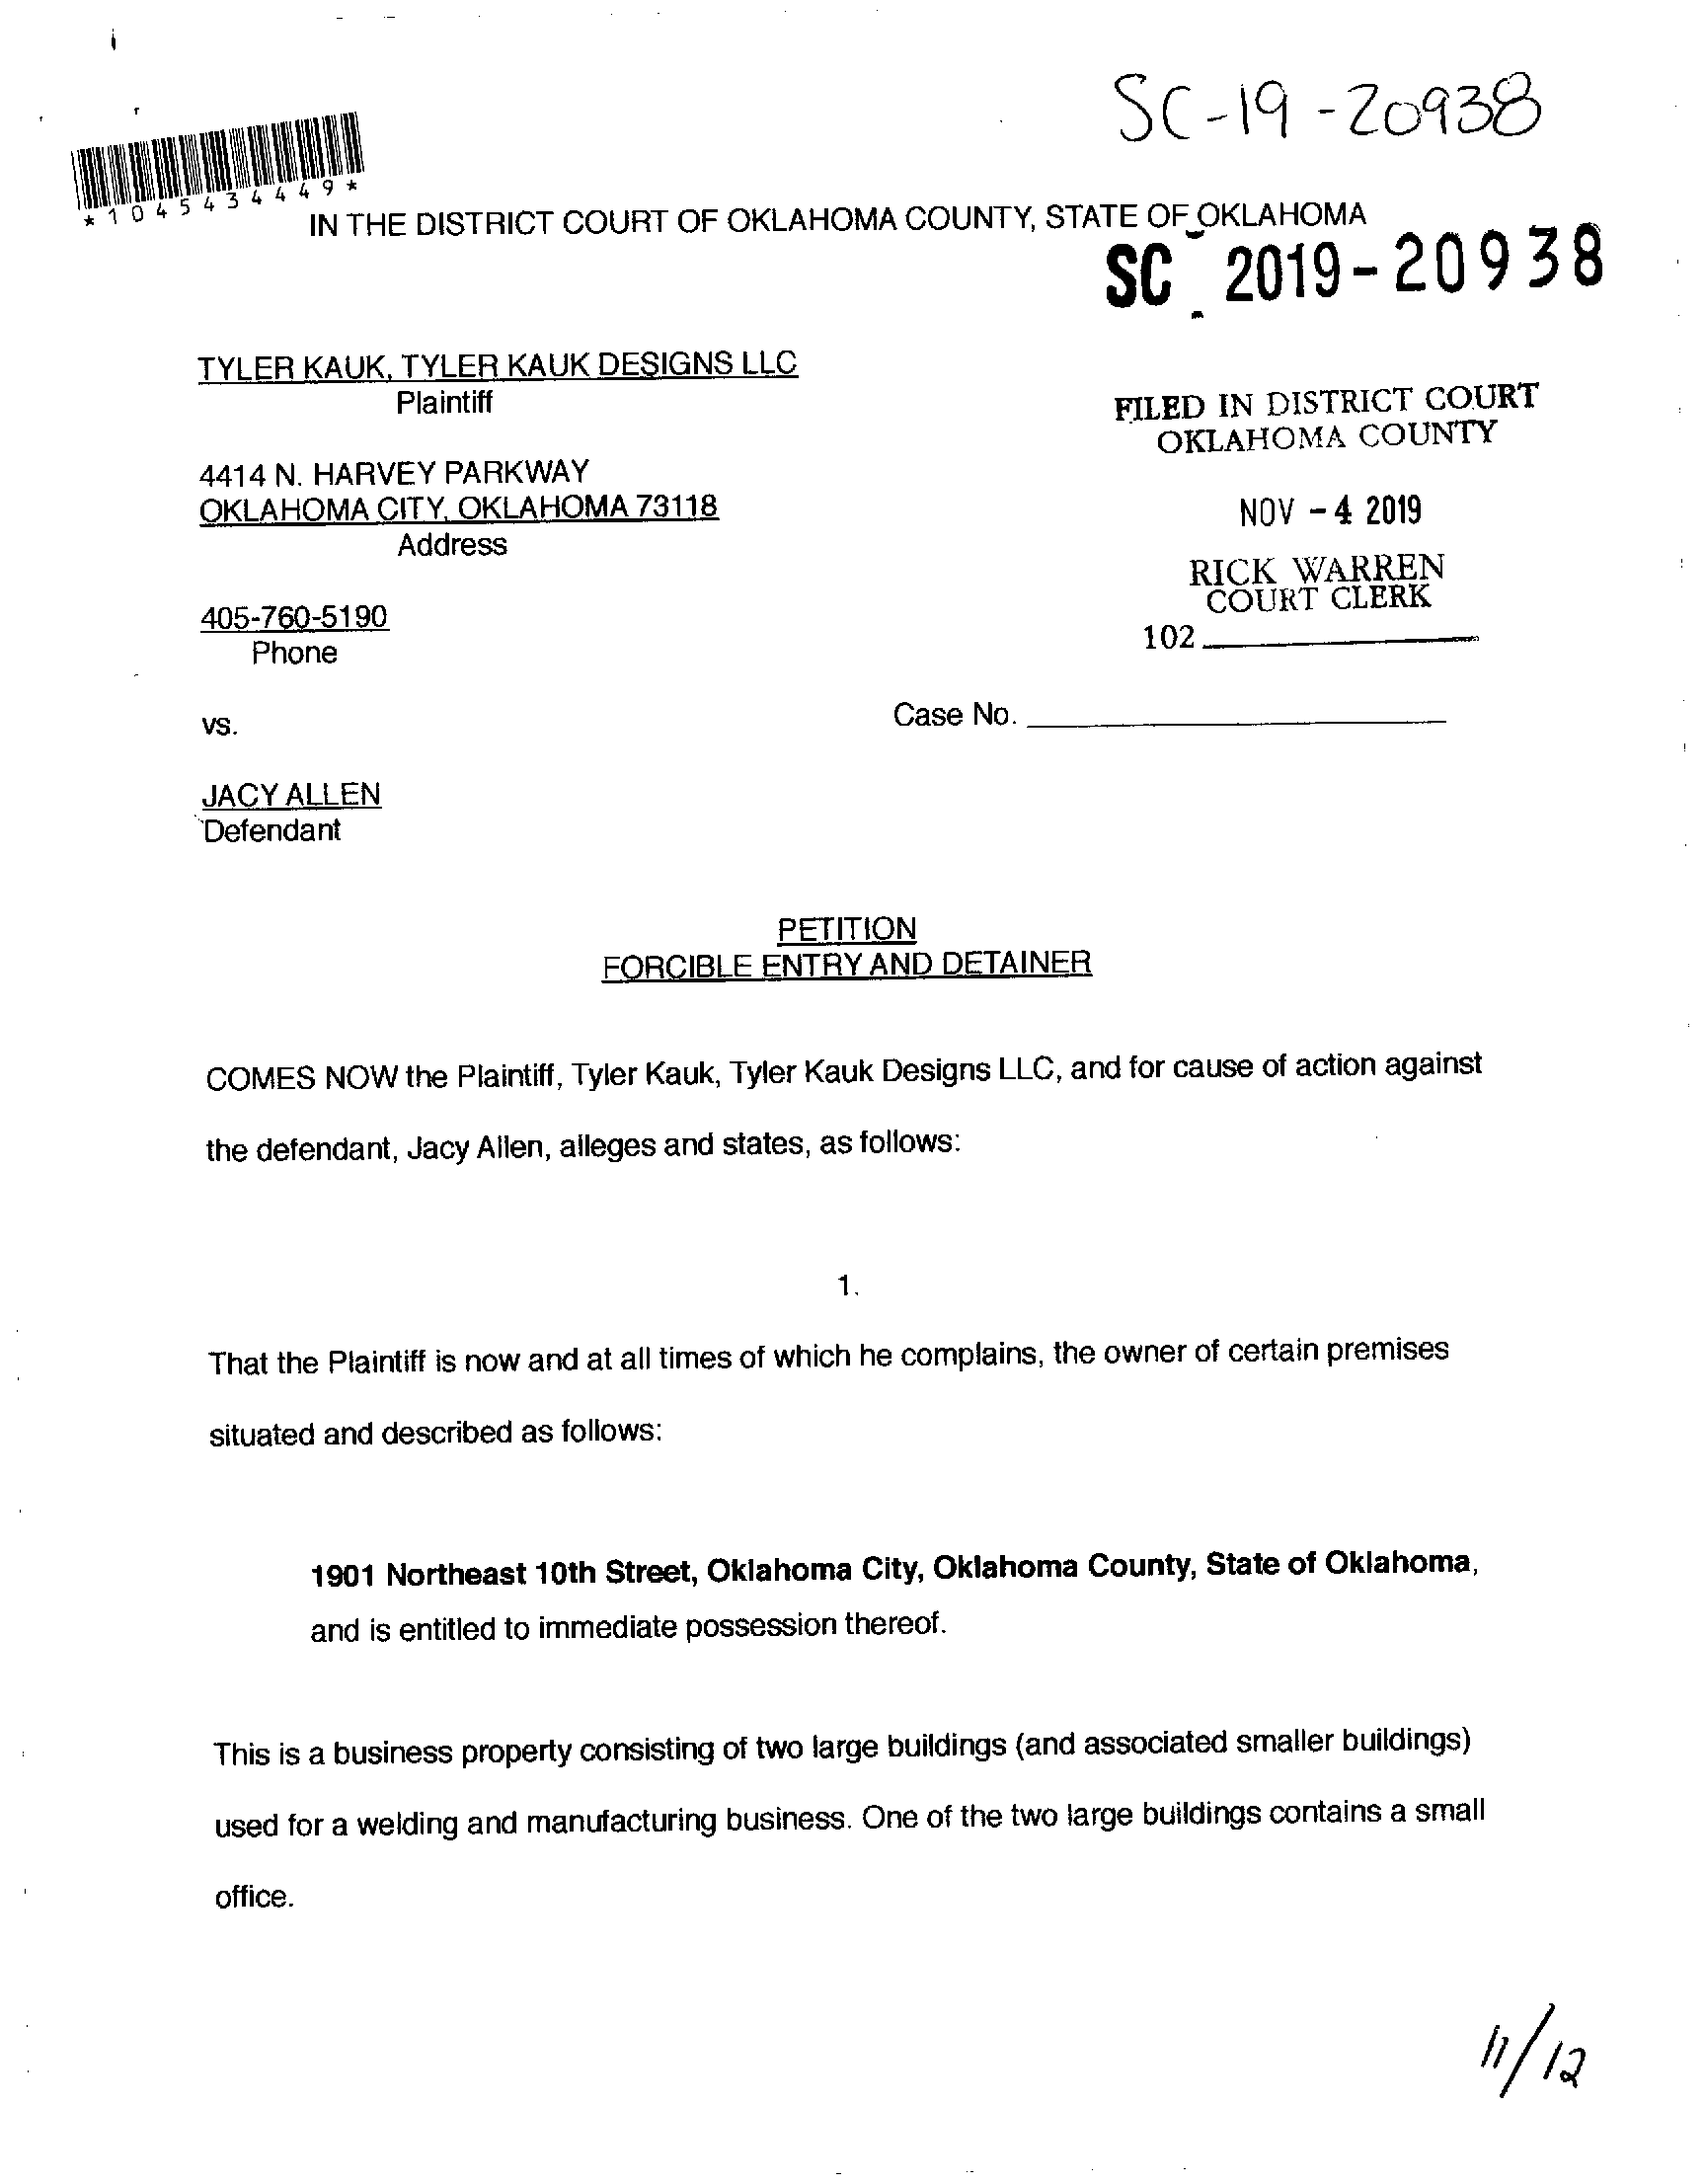 SC-19-20938
*1045434449*
IN THE DISTRICT COURT OF OKLAHOMA COUNTY, STATE OF OKLAHOMA
SC 2019-20938
TYLER KAUK, TYLER KAUK DESIGNS LLC
Plaintiff
FILED IN DISTRICT COURT
OKLAHOMA COUNTY
4414 N. HARVEY PARKWAY
OKLAHOMA CITY, OKLAHOMA 73118
Address
NOV - 4 2019
RICK WARREN
COURT CLERK
102
405-760-5190
Phone
vs.
Case No.
JACY ALLEN
Defendant
PETITION
FORCIBLE ENTRY AND DETAINER
COMES NOW the Plaintiff, Tyler Kauk, Tyler Kauk Designs LLC, and for cause of action against
the defendant, Jacy Allen, alleges and states, as follows:
1.
That the Plaintiff is now and at all times of which he complains, the owner of certain premises
situated and described as follows:
1901 Northeast 10th Street, Oklahoma City, Oklahoma County, State of Oklahoma,
and is entitled to immediate possession thereof.
This is a business property consisting of two large buildings (and associated smaller buildings)
used for a welding and manufacturing business. One of the two large buildings contains a small
office.
11/12